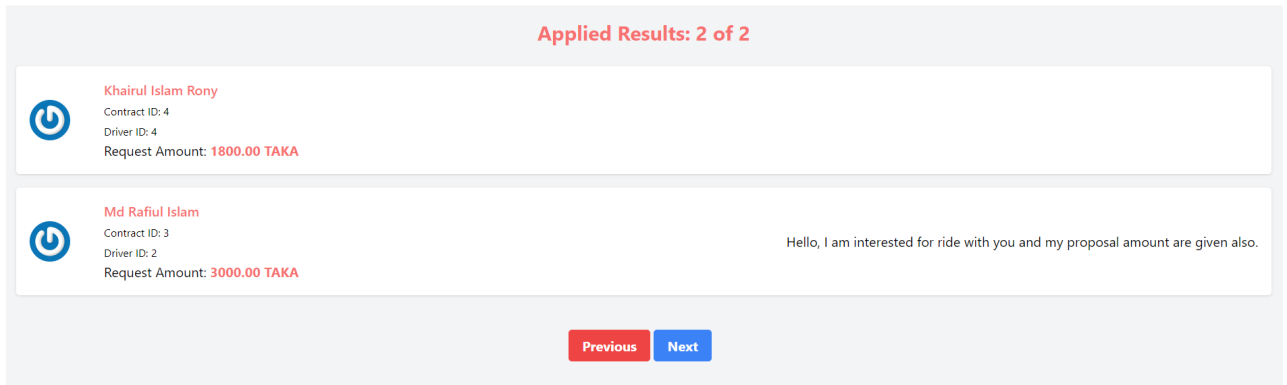 Applied Results: 2 of 2
Khairul Islam Rony
Contract ID: 4
Driver ID: 4
Request Amount: 1800.00 TAKA
Md Rafiul Islam
Contract ID: 3
Driver ID: 2
Request Amount: 3000.00 TAKA
Hello, I am interested for ride with you and my proposal amount are given also.
Previous Next